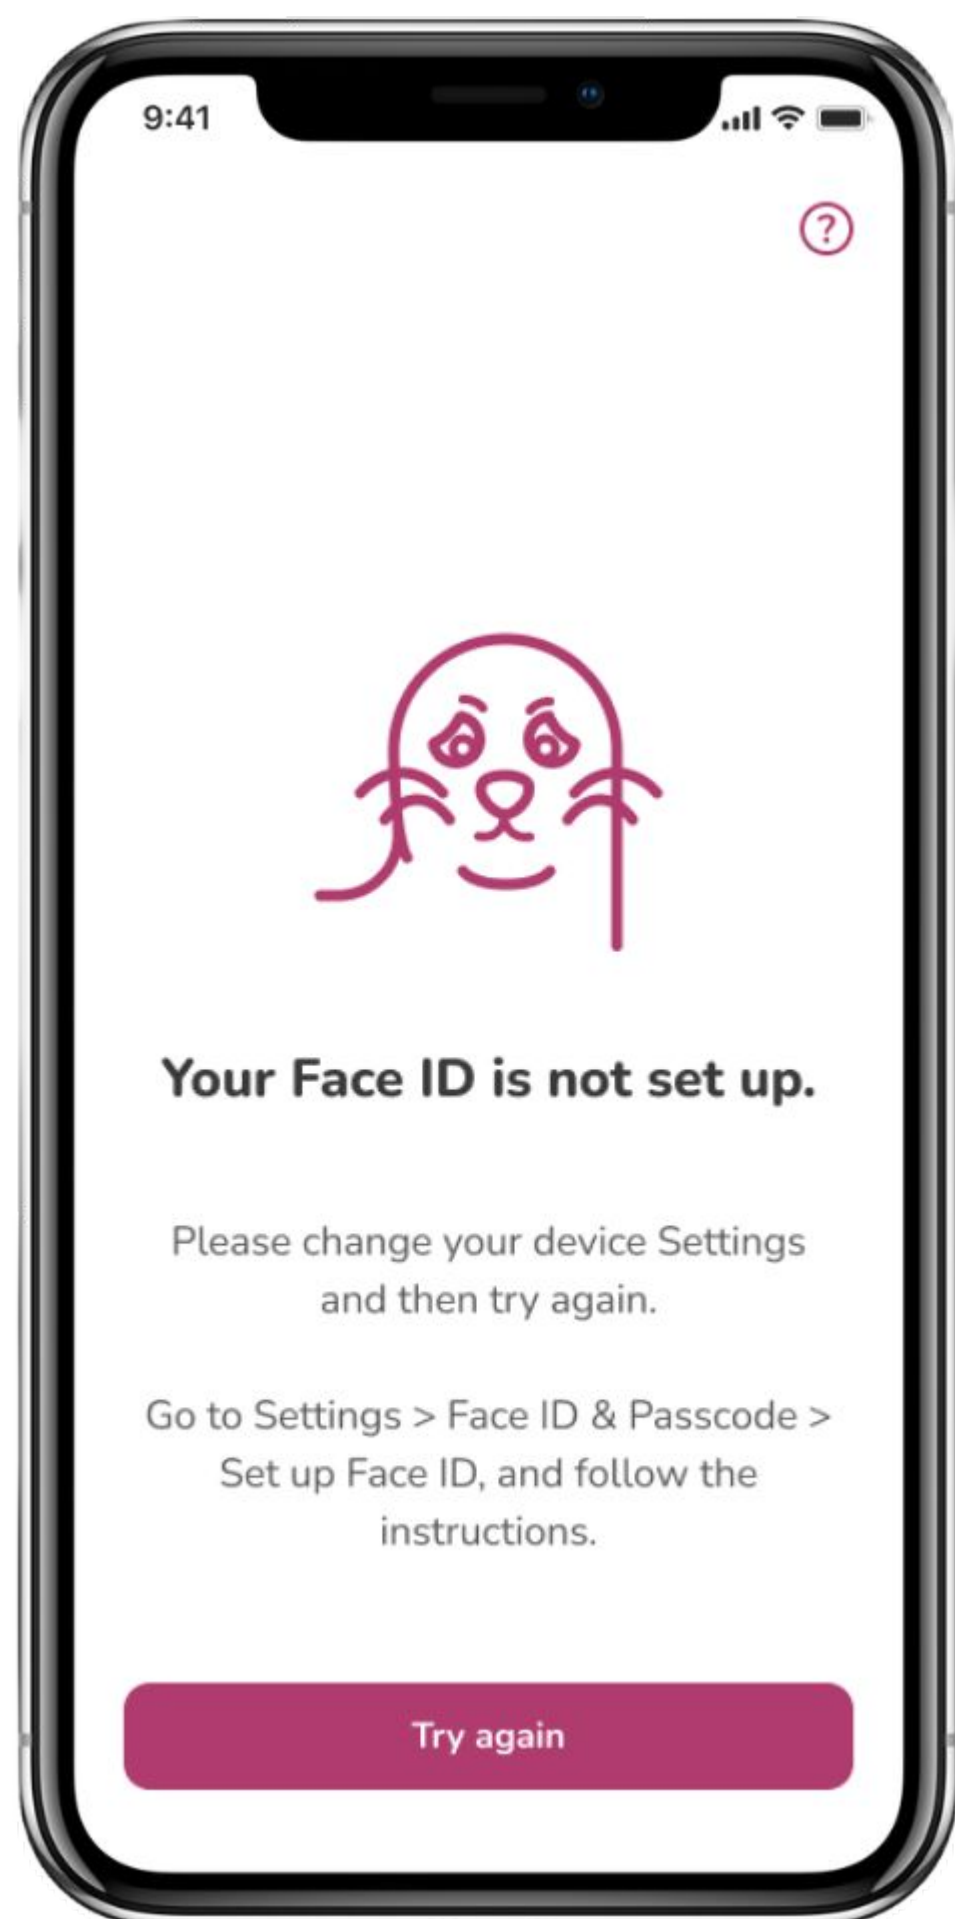 9:41
?
Your Face ID is not set up.
Please change your device Settings
and then try again.
Go to Settings > Face ID & Passcode >
Set up Face ID, and follow the
instructions.
Try again